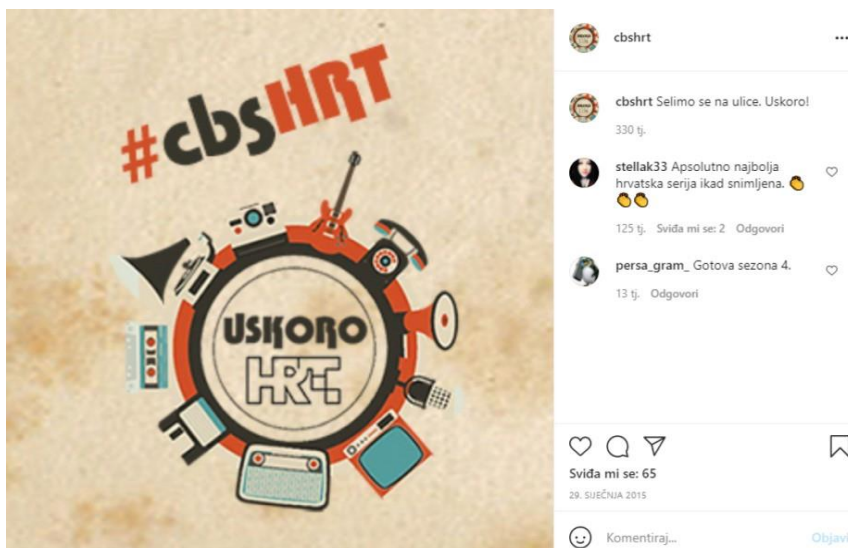 #cbsHRT
USKORO
HRT
cbshrt
...
cbshrt Selimo se na ulice. Uskoro!
330 tj.
stellak33 Apsolutno najbolja
hrvatska serija ikad snimljena. 👏
👏👏
125 tj. Sviđa mi se: 2 Odgovori
persa_gram_ Gotova sezona 4.
13 tj. Odgovori
Sviđa mi se: 65
29. SIJEČNJA 2015
Komentiraj...
Objavi